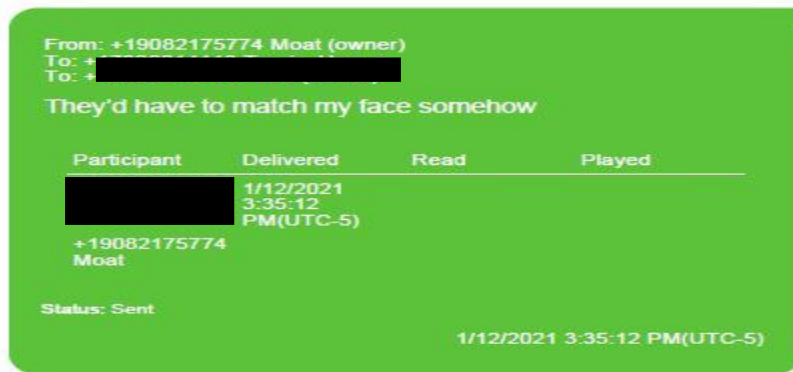 From: +19082175774 Moat (owner)
To: +
To: +
They'd have to match my face somehow
Participant Delivered Read Played
1/12/2021
3:35:12
PM(UTC-5)
+19082175774
Moat
Status: Sent
1/12/2021 3:35:12 PM(UTC-5)